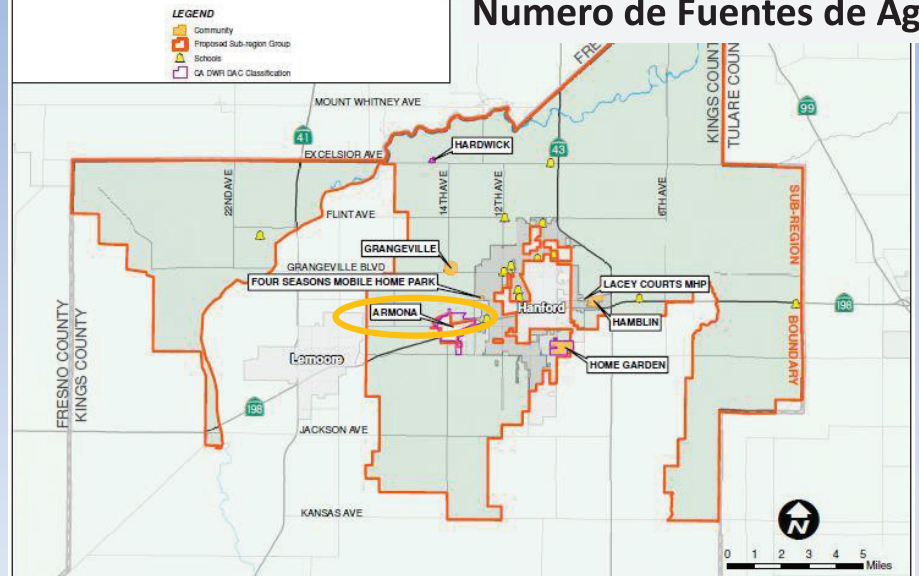 Numero de Fuentes de Ag
LEGEND
Community
Proposed Sub-region Group
Schools
CA DWR DAC Classification
FRE
KINGS COUNT
TULARE COUN
MOUNT WHITNEY AVE
99
41
43
HARDWICK
EXCELSIOR AVE
22ND AVE
14TH AVE
12TH AVE
6TH AVE
SUB-REGION
FLINT AVE
GRANGEVILLE
GRANGEVILLE BLVD
FOUR SEASONS MOBILE HOME PARK
LACEY COURTS MHP
198
ARMONA
Hanford
HAMBLIN
BOUNDARY
FRESNO COUNTY
KINGS COUNTY
Lemoore
HOME GARDEN
198
JACKSON AVE
KANSAS AVE
N
0 1 2 3 4 5
Miles